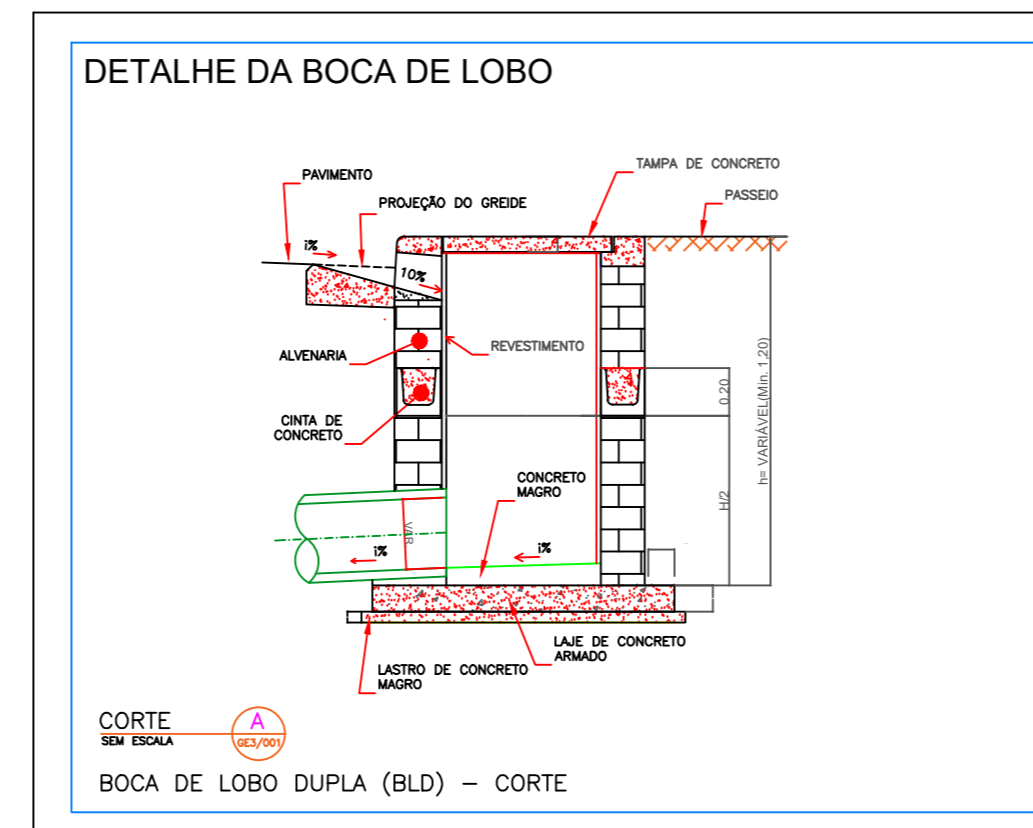 DETALHE DA BOCA DE LOBO
TAMPA DE CONCRETO
PAVIMENTO
PASSEIO
PROJEÇÃO DO GREIDE
i%
10%
REVESTIMENTO
ALVENARIA
0,20
h= VARIÁVEL(Mín. 1,20)
CINTA DE
CONCRETO
CONCRETO
MAGRO
H/2
VAR
i%
i%
LAJE DE CONCRETO
ARMADO
LASTRO DE CONCRETO
MAGRO
CORTE
SEM ESCALA
A
GE3/001
BOCA DE LOBO DUPLA (BLD) – CORTE